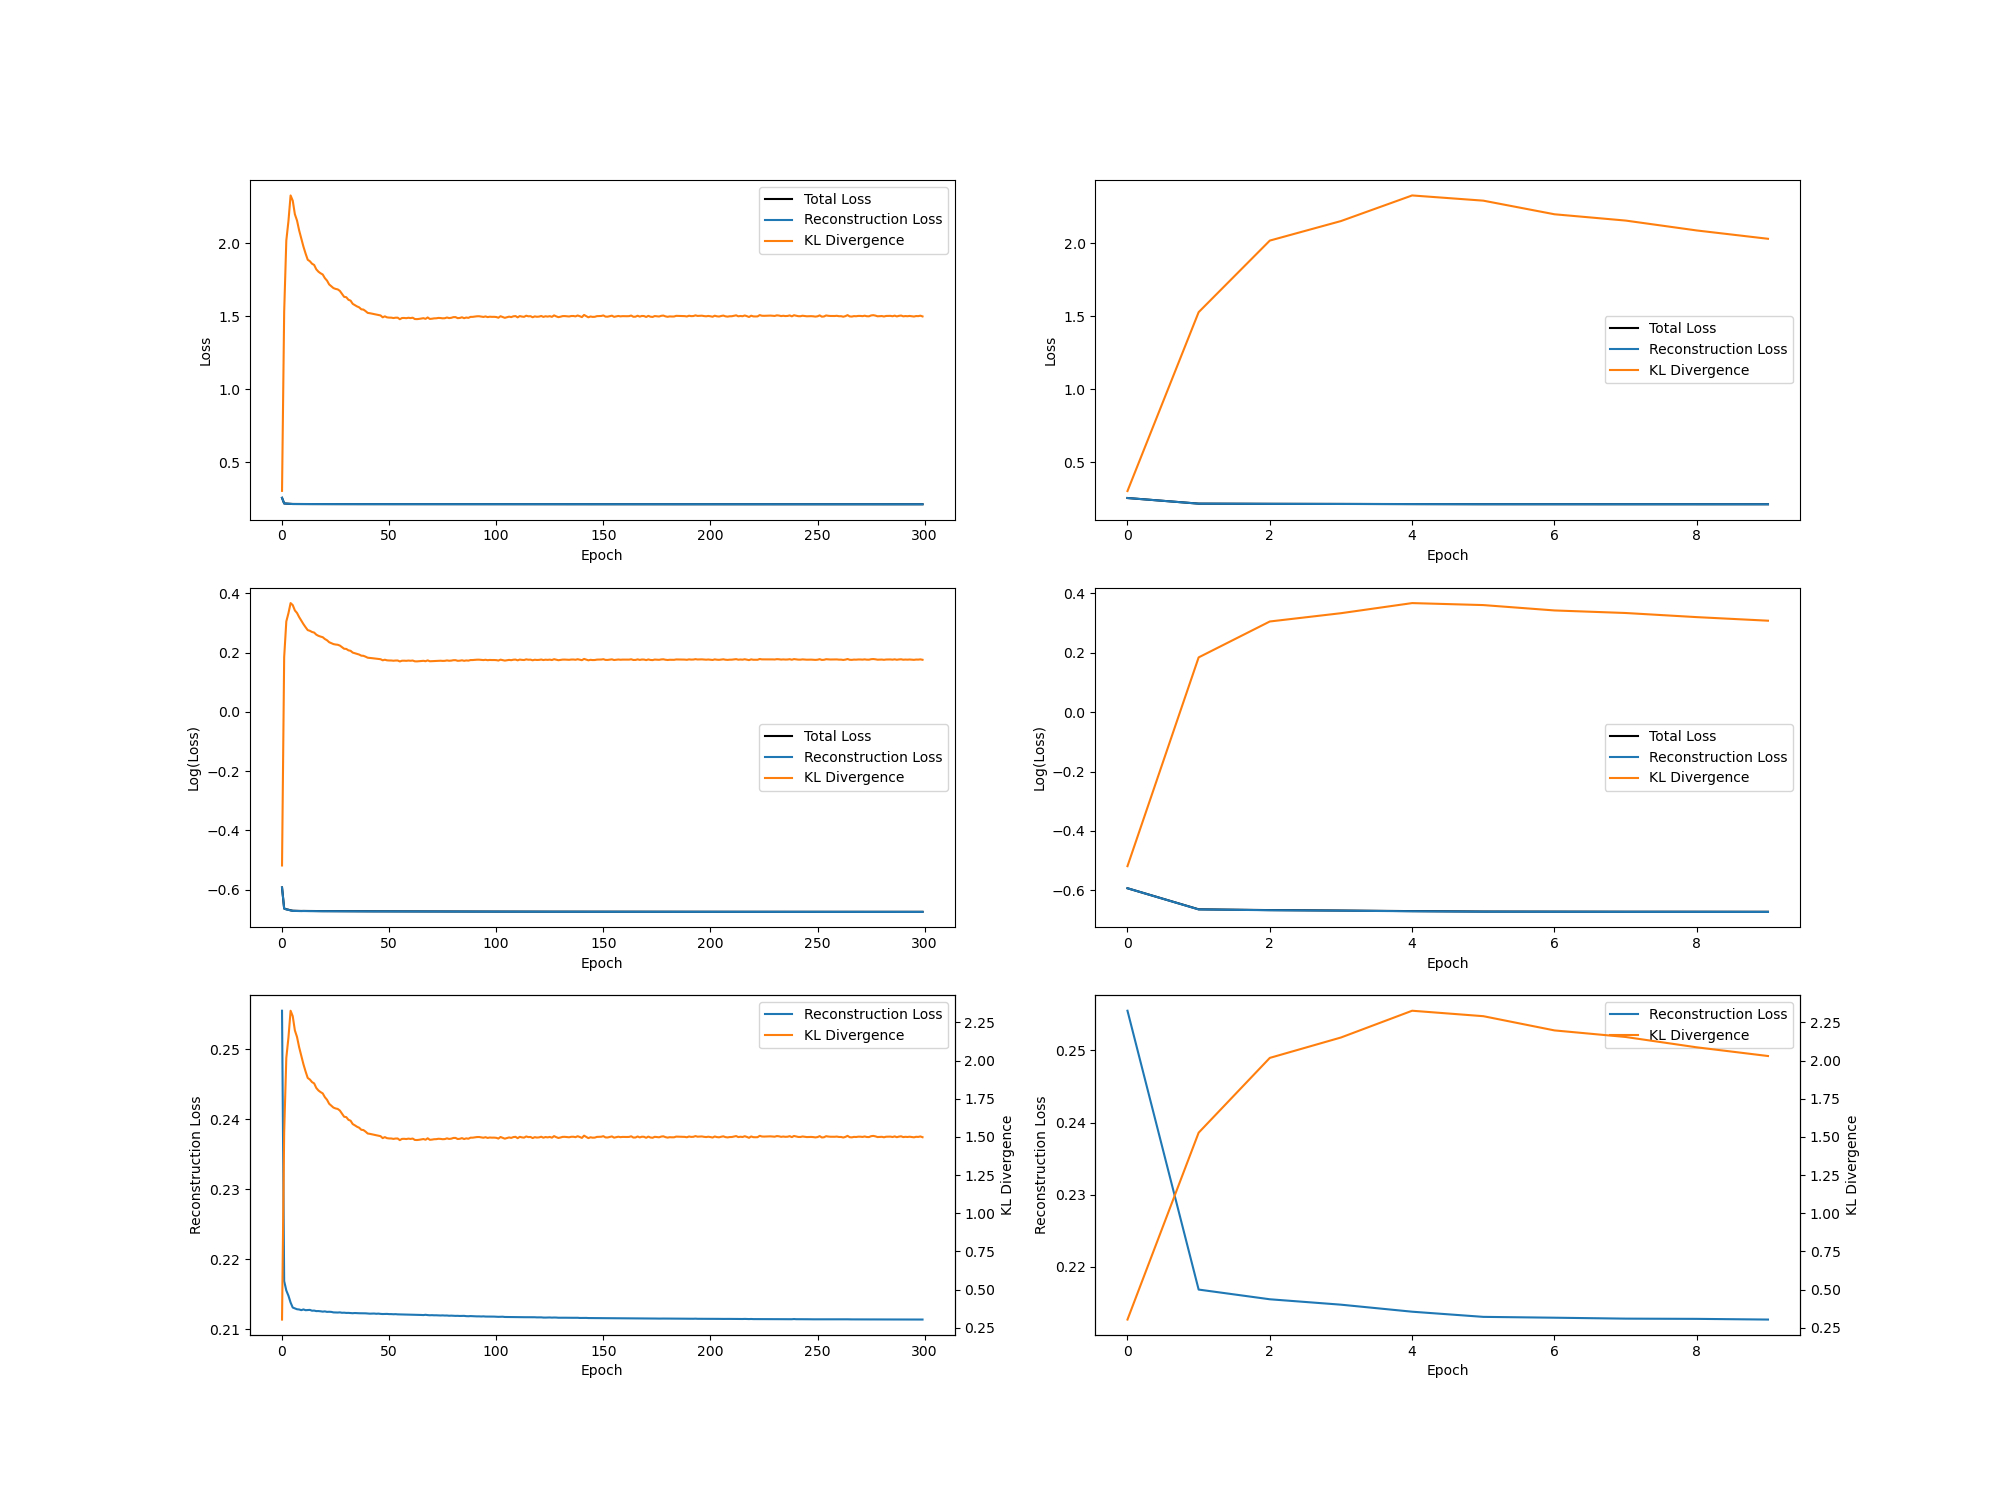 2.0
1.5
1.0
0.5
Loss
0
50
100
150
200
250
300
Epoch
Total Loss
Reconstruction Loss
KL Divergence
2.0
1.5
1.0
0.5
Loss
0
2
4
6
8
Epoch
Total Loss
Reconstruction Loss
KL Divergence
0.4
0.2
0.0
−0.2
−0.4
−0.6
Log(Loss)
0
50
100
150
200
250
300
Epoch
Total Loss
Reconstruction Loss
KL Divergence
0.4
0.2
0.0
−0.2
−0.4
−0.6
Log(Loss)
0
2
4
6
8
Epoch
Total Loss
Reconstruction Loss
KL Divergence
0.25
0.24
0.23
0.22
0.21
Reconstruction Loss
0
50
100
150
200
250
300
Epoch
Reconstruction Loss
KL Divergence
2.25
2.00
1.75
1.50
1.25
1.00
0.75
0.50
0.25
KL Divergence
0.25
0.24
0.23
0.22
Reconstruction Loss
0
2
4
6
8
Epoch
Reconstruction Loss
KL Divergence
2.25
2.00
1.75
1.50
1.25
1.00
0.75
0.50
0.25
KL Divergence